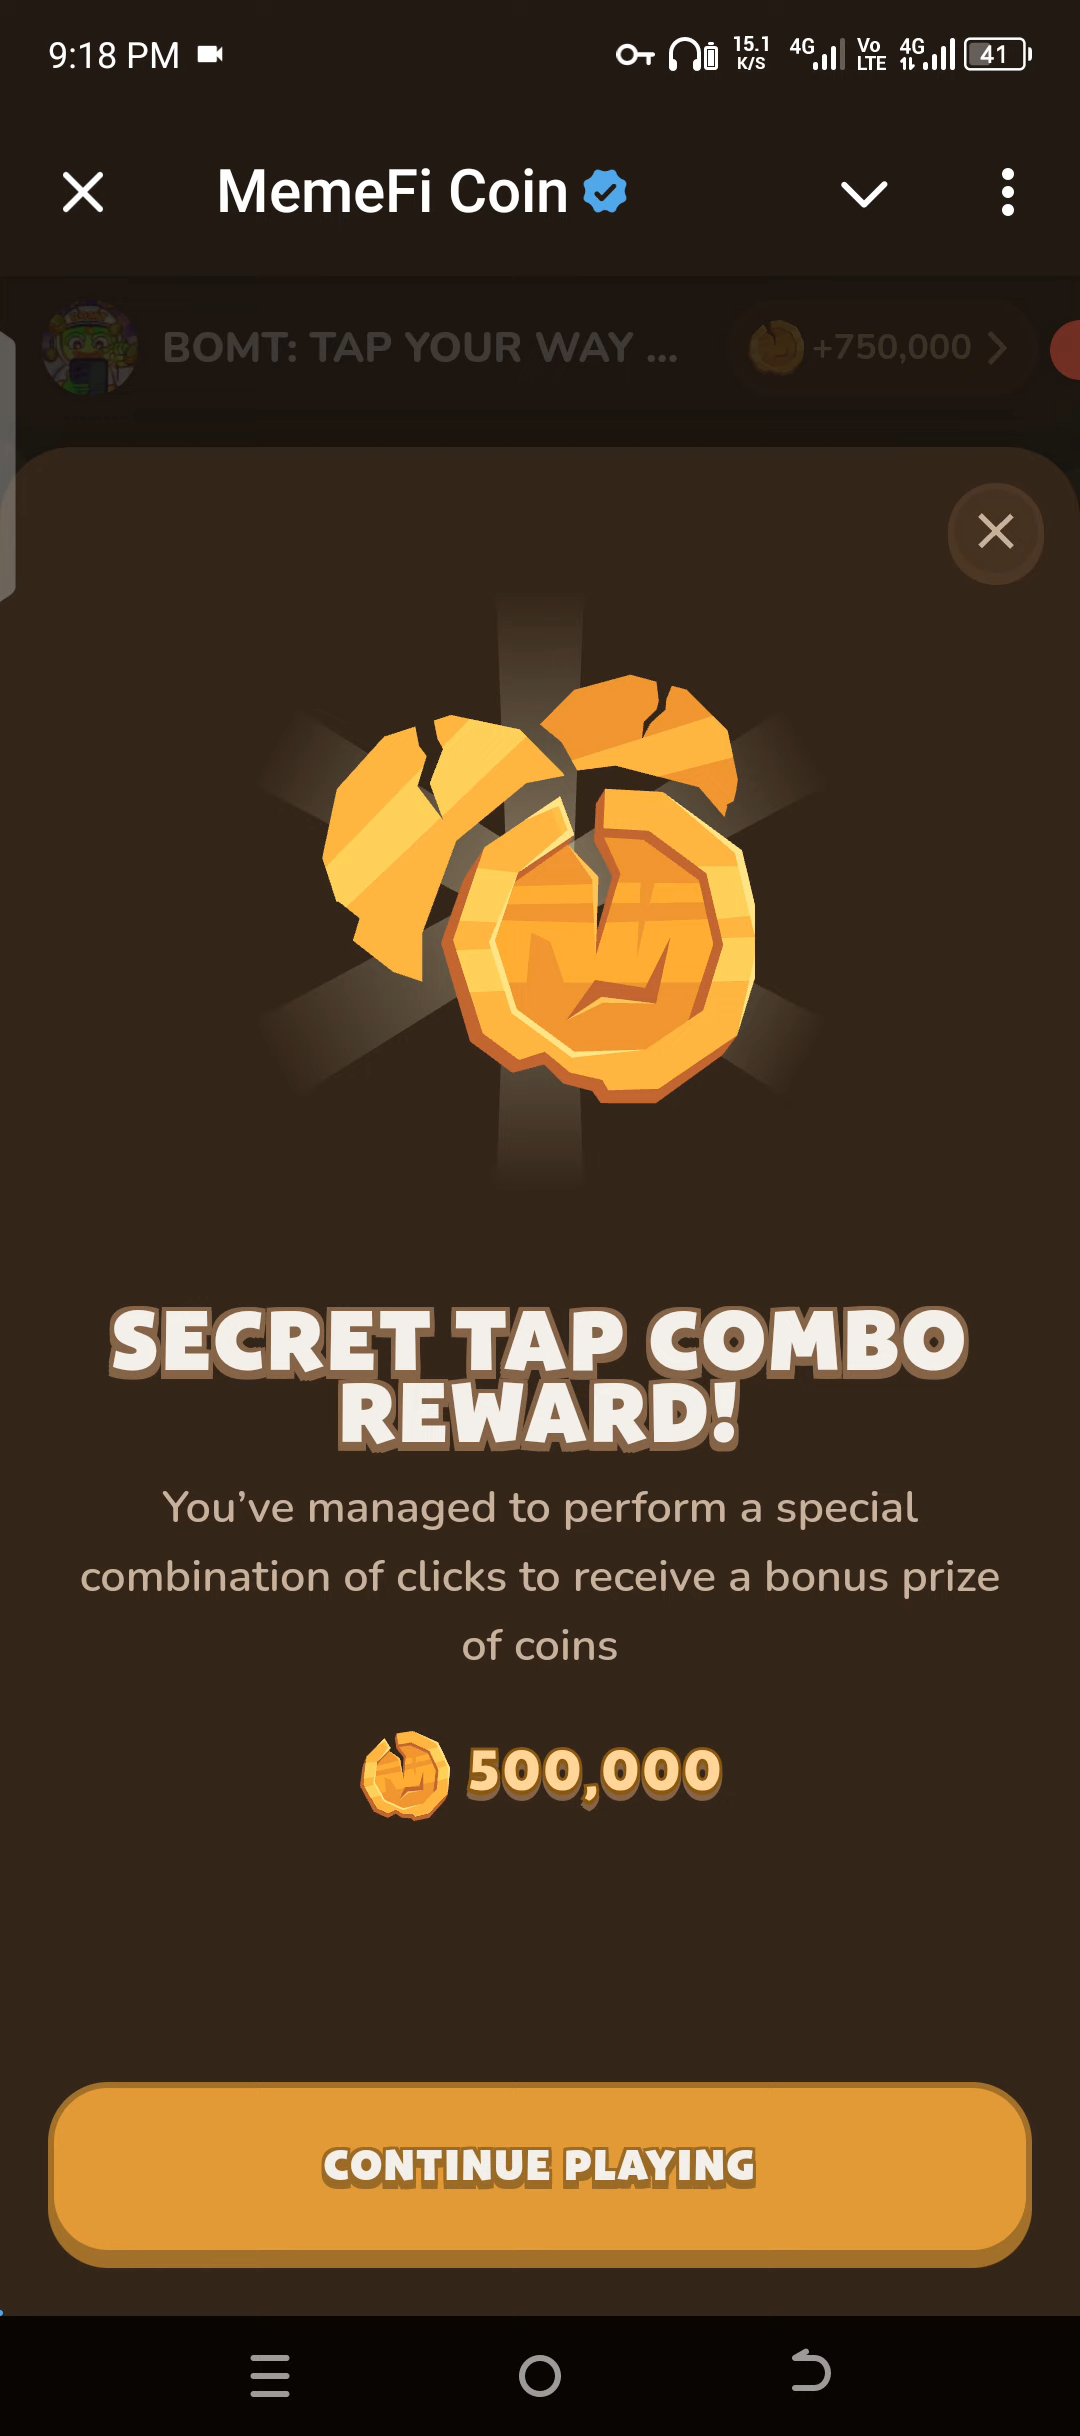 9:18 PM
15.1
K/S
4G
Vo
LTE
4G
41
MemeFi Coin
BOMT: TAP YOUR WAY ...
+750,000
SECRET TAP COMBO
REWARD!
You’ve managed to perform a special
combination of clicks to receive a bonus prize
of coins
500,000
CONTINUE PLAYING